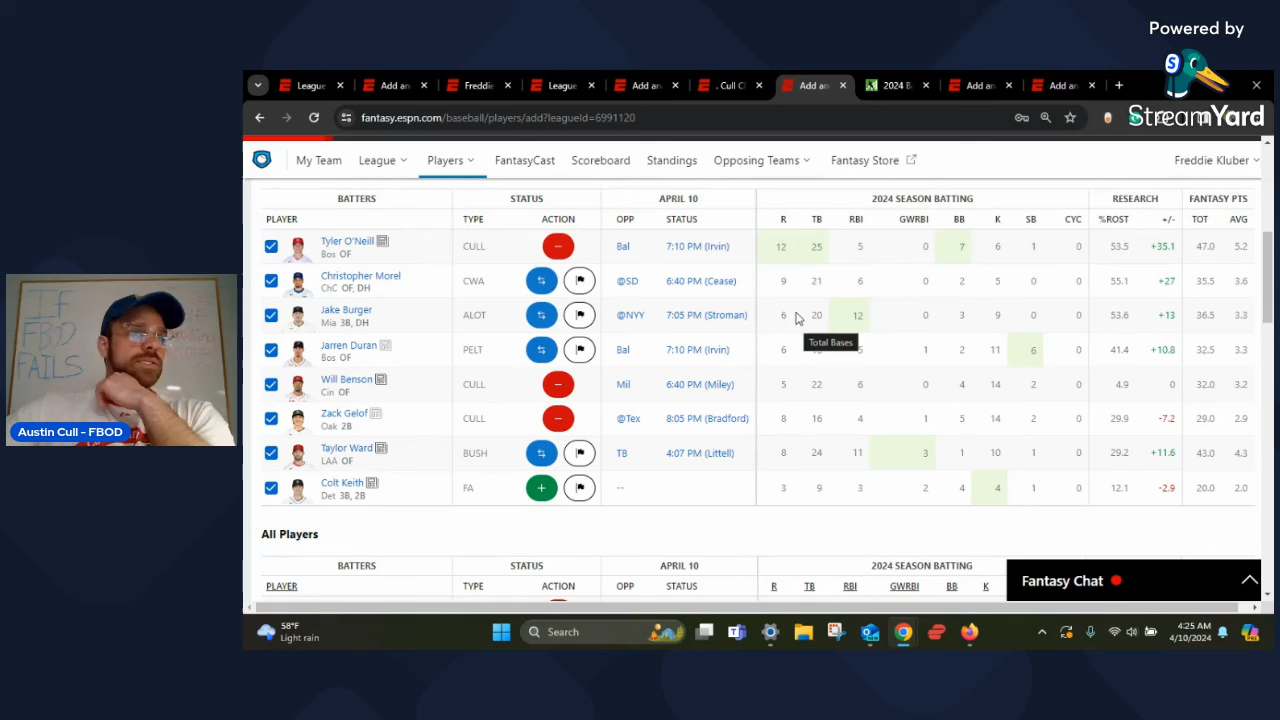 Powered by
S
StreamYard
League
Add an
Freddie
League
Add an
. Cull Cl
Add an
2024 B
Add an
Add an
fantasy.espn.com/baseball/players/add?leagueId=6991120
My Team
League
Players
FantasyCast
Scoreboard
Standings
Opposing Teams
Fantasy Store
Freddie Kluber
BATTERS STATUS APRIL 10 2024 SEASON BATTING RESEARCH FANTASY PTS
PLAYER TYPE ACTION OPP STATUS R TB RBI GWRBI BB K SB CYC %ROST +/- TOT AVG
Tyler O'Neill
Bos OF
CULL Bal 7:10 PM (Irvin) 12 25 5 0 7 6 1 0 53.5 +35.1 47.0 5.2
Christopher Morel
ChC OF, DH
CWA @SD 6:40 PM (Cease) 9 21 6 0 2 5 0 0 55.1 +27 35.5 3.6
Jake Burger
Mia 3B, DH
ALOT @NYY 7:05 PM (Stroman) 6 20 12 0 3 9 0 0 53.6 +13 36.5 3.3
Total Bases
Jarren Duran
Bos OF
PELT Bal 7:10 PM (Irvin) 6 5 1 2 11 6 0 41.4 +10.8 32.5 3.3
Will Benson
Cin OF
CULL Mil 6:40 PM (Miley) 5 22 6 0 4 14 2 0 4.9 0 32.0 3.2
Zack Gelof
Oak 2B
CULL @Tex 8:05 PM (Bradford) 8 16 4 1 5 14 2 0 29.9 -7.2 29.0 2.9
Taylor Ward
LAA OF
BUSH TB 4:07 PM (Littell) 8 24 11 3 1 10 1 0 29.2 +11.6 43.0 4.3
Colt Keith
Det 3B, 2B
FA -- 3 9 3 2 4 4 1 0 12.1 -2.9 20.0 2.0
All Players
BATTERS STATUS APRIL 10 2024 SEASON BATTING
PLAYER TYPE ACTION OPP STATUS R TB RBI GWRBI BB K
Fantasy Chat
IF
FBOD
FAILS
Austin Cull - FBOD
58°F
Light rain
Search
4:25 AM
4/10/2024